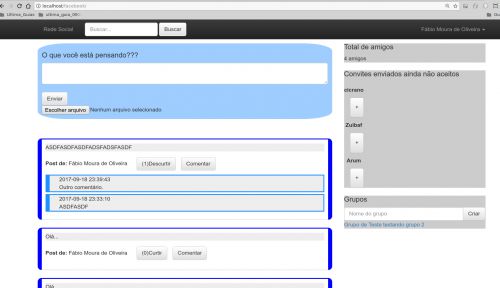 localhost/facebook/
Ultima_Guias
ultima_guia_99
Rede Social
Buscar...
Buscar
Fábio Moura de Oliveira
O que você está pensando???
Enviar
Escolher arquivo Nenhum arquivo selecionado
ASDFASDFASDFADSFADSFASDF
Post de: Fábio Moura de Oliveira
(1)Descurtir
Comentar
2017-09-18 23:39:43
Outro comentário.
2017-09-18 23:33:10
ASDFASDF
Olá...
Post de: Fábio Moura de Oliveira
(0)Curtir
Comentar
Olá
Total de amigos
4 amigos
Convites enviados ainda não aceitos
cicrano
+
Zuibaf
+
Arum
+
Grupos
Nome do grupo
Criar
Grupo de Teste testando grupo 2